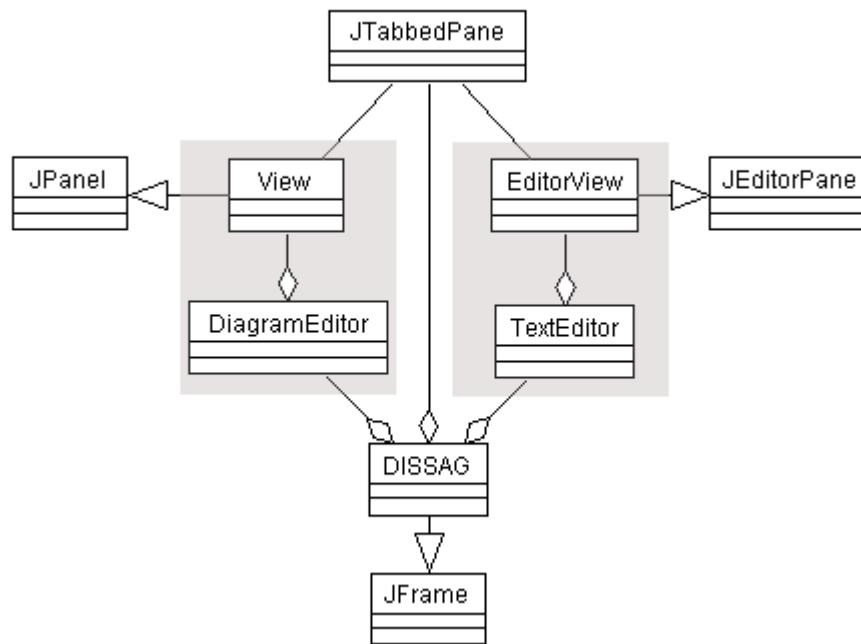 JTabbedPane
JPanel
View
EditorView
JEditorPane
DiagramEditor
TextEditor
DISSAG
JFrame